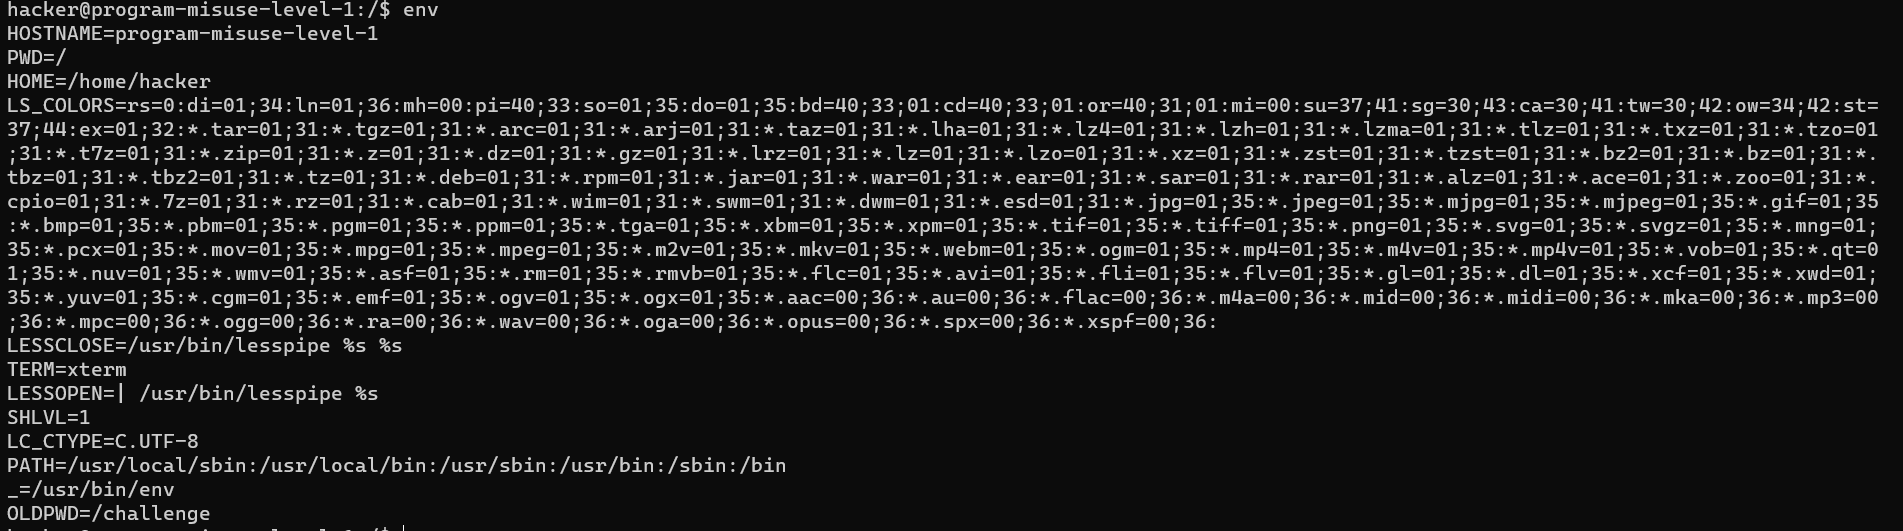 hacker@program-misuse-level-1:/$ env
HOSTNAME=program-misuse-level-1
PWD=/
HOME=/home/hacker
LS_COLORS=rs=0:di=01;34:ln=01;36:mh=00:pi=40;33:so=01;35:do=01;35:bd=40;33;01:cd=40;33;01:or=40;31;01:mi=00:su=37;41:sg=30;43:ca=30;41:tw=30;42:ow=34;42:st=
37;44:ex=01;32:*.tar=01;31:*.tgz=01;31:*.arc=01;31:*.arj=01;31:*.taz=01;31:*.lha=01;31:*.lz4=01;31:*.lzh=01;31:*.lzma=01;31:*.tlz=01;31:*.txz=01;31:*.tzo=01
;31:*.t7z=01;31:*.zip=01;31:*.z=01;31:*.dz=01;31:*.gz=01;31:*.lrz=01;31:*.lz=01;31:*.lzo=01;31:*.xz=01;31:*.zst=01;31:*.tzst=01;31:*.bz2=01;31:*.bz=01;31:*.
tbz=01;31:*.tbz2=01;31:*.tz=01;31:*.deb=01;31:*.rpm=01;31:*.jar=01;31:*.war=01;31:*.ear=01;31:*.sar=01;31:*.rar=01;31:*.alz=01;31:*.ace=01;31:*.zoo=01;31:*.
cpio=01;31:*.7z=01;31:*.rz=01;31:*.cab=01;31:*.wim=01;31:*.swm=01;31:*.dwm=01;31:*.esd=01;31:*.jpg=01;35:*.jpeg=01;35:*.mjpg=01;35:*.mjpeg=01;35:*.gif=01;35
:*.bmp=01;35:*.pbm=01;35:*.pgm=01;35:*.ppm=01;35:*.tga=01;35:*.xbm=01;35:*.xpm=01;35:*.tif=01;35:*.tiff=01;35:*.png=01;35:*.svg=01;35:*.svgz=01;35:*.mng=01;
35:*.pcx=01;35:*.mov=01;35:*.mpg=01;35:*.mpeg=01;35:*.m2v=01;35:*.mkv=01;35:*.webm=01;35:*.ogm=01;35:*.mp4=01;35:*.m4v=01;35:*.mp4v=01;35:*.vob=01;35:*.qt=0
1;35:*.nuv=01;35:*.wmv=01;35:*.asf=01;35:*.rm=01;35:*.rmvb=01;35:*.flc=01;35:*.avi=01;35:*.fli=01;35:*.flv=01;35:*.gl=01;35:*.dl=01;35:*.xcf=01;35:*.xwd=01;
35:*.yuv=01;35:*.cgm=01;35:*.emf=01;35:*.ogv=01;35:*.ogx=01;35:*.aac=00;36:*.au=00;36:*.flac=00;36:*.m4a=00;36:*.mid=00;36:*.midi=00;36:*.mka=00;36:*.mp3=00
;36:*.mpc=00;36:*.ogg=00;36:*.ra=00;36:*.wav=00;36:*.oga=00;36:*.opus=00;36:*.spx=00;36:*.xspf=00;36:
LESSCLOSE=/usr/bin/lesspipe %s %s
TERM=xterm
LESSOPEN=| /usr/bin/lesspipe %s
SHLVL=1
LC_CTYPE=C.UTF-8
PATH=/usr/local/sbin:/usr/local/bin:/usr/sbin:/usr/bin:/sbin:/bin
_=/usr/bin/env
OLDPWD=/challenge